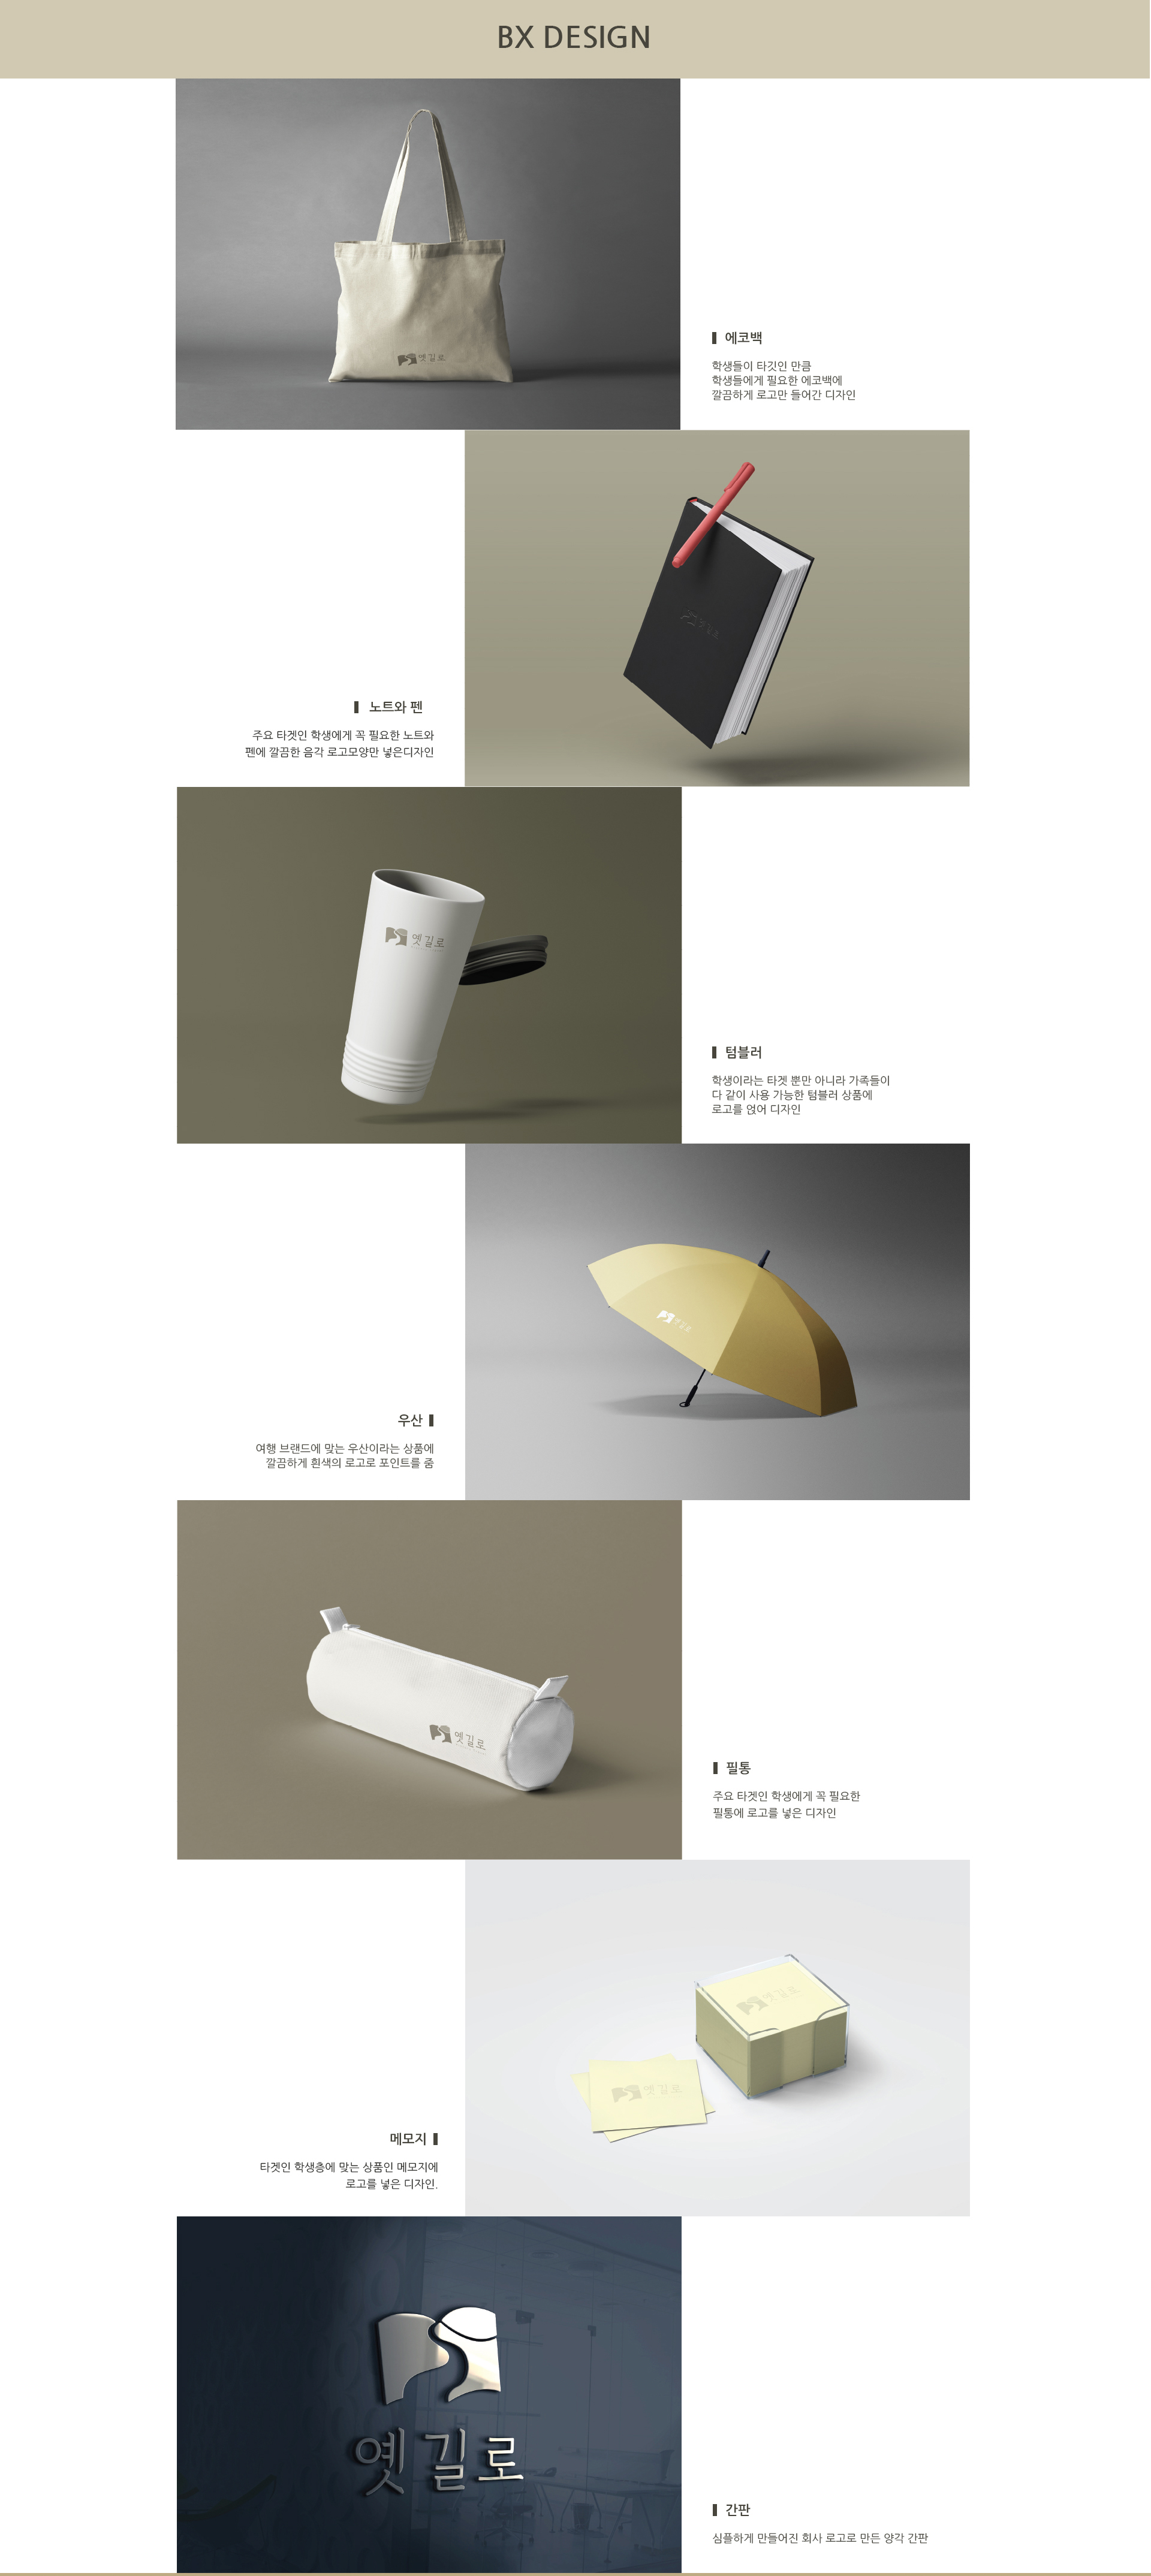 BX DESIGN
옛길로
에코백
학생들이 타깃인 만큼
학생들에게 필요한 에코백에
깔끔하게 로고만 들어간 디자인
노트와 펜
주요 타겟인 학생에게 꼭 필요한 노트와
펜에 깔끔한 음각 로고모양만 넣은디자인
옛길로
텀블러
학생이라는 타겟 뿐만 아니라 가족들이
다 같이 사용 가능한 텀블러 상품에
로고를 얹어 디자인
옛길로
우산
여행 브랜드에 맞는 우산이라는 상품에
깔끔하게 흰색의 로고로 포인트를 줌
옛길로
필통
주요 타겟인 학생에게 꼭 필요한
필통에 로고를 넣은 디자인
옛길로
옛길로
메모지
타겟인 학생층에 맞는 상품인 메모지에
로고를 넣은 디자인.
옛길로
간판
심플하게 만들어진 회사 로고로 만든 양각 간판